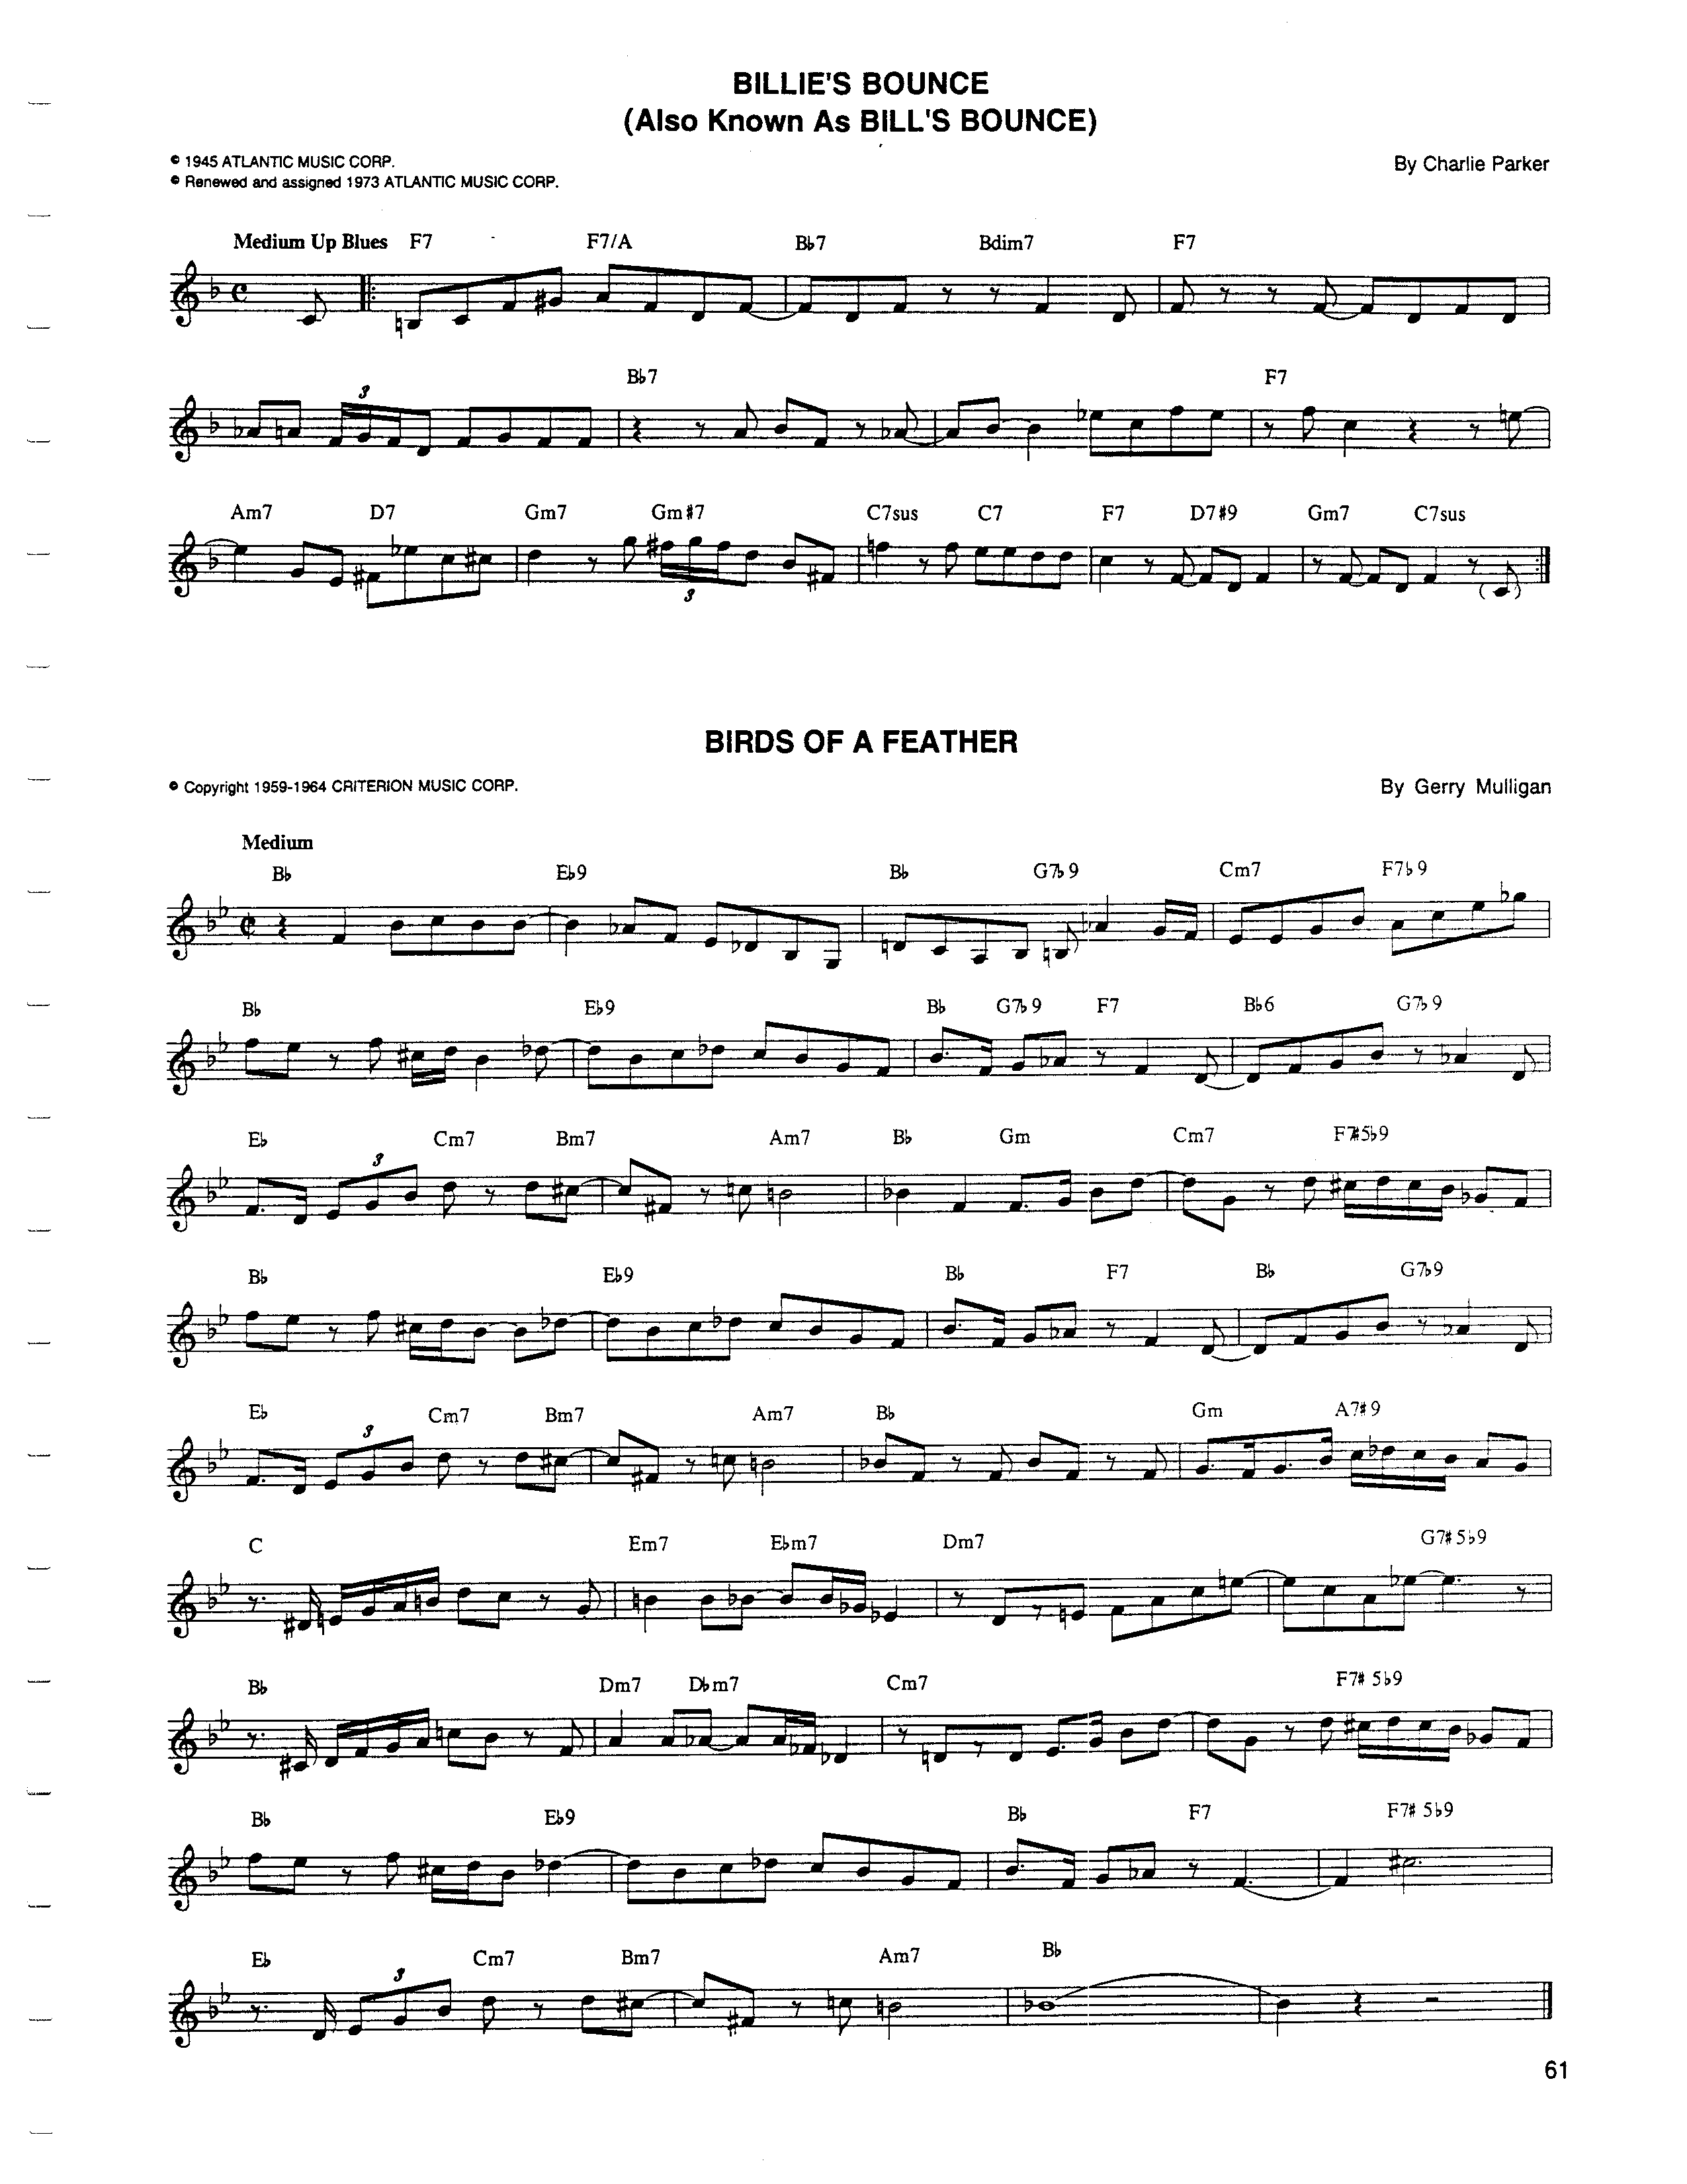 BILLIE'S BOUNCE
(Also Known As BILL'S BOUNCE)
© 1945 ATLANTIC MUSIC CORP.
© Renewed and assigned 1973 ATLANTIC MUSIC CORP.
By Charlie Parker
Medium Up Blues F7 F7/A B♭7 Bdim7 F7
3
B♭7 F7
Am7 D7 Gm7 Gm#7 C7sus C7 F7 D7#9 Gm7 C7sus
3
BIRDS OF A FEATHER
© Copyright 1959-1964 CRITERION MUSIC CORP.
By Gerry Mulligan
Medium
B♭ E♭9 B♭ G7♭9 Cm7 F7♭9
B♭ E♭9 B♭ G7♭9 F7 B♭6 G7♭9
E♭ Cm7 Bm7 Am7 B♭ Gm Cm7 F7#5♭9
3
B♭ E♭9 B♭ F7 B♭ G7♭9
E♭ Cm7 Bm7 Am7 B♭ Gm A7#9
3
C Em7 E♭m7 Dm7 G7#5♭9
B♭ Dm7 D♭m7 Cm7 F7#5♭9
B♭ E♭9 B♭ F7 F7#5♭9
E♭ Cm7 Bm7 Am7 B♭
3
61